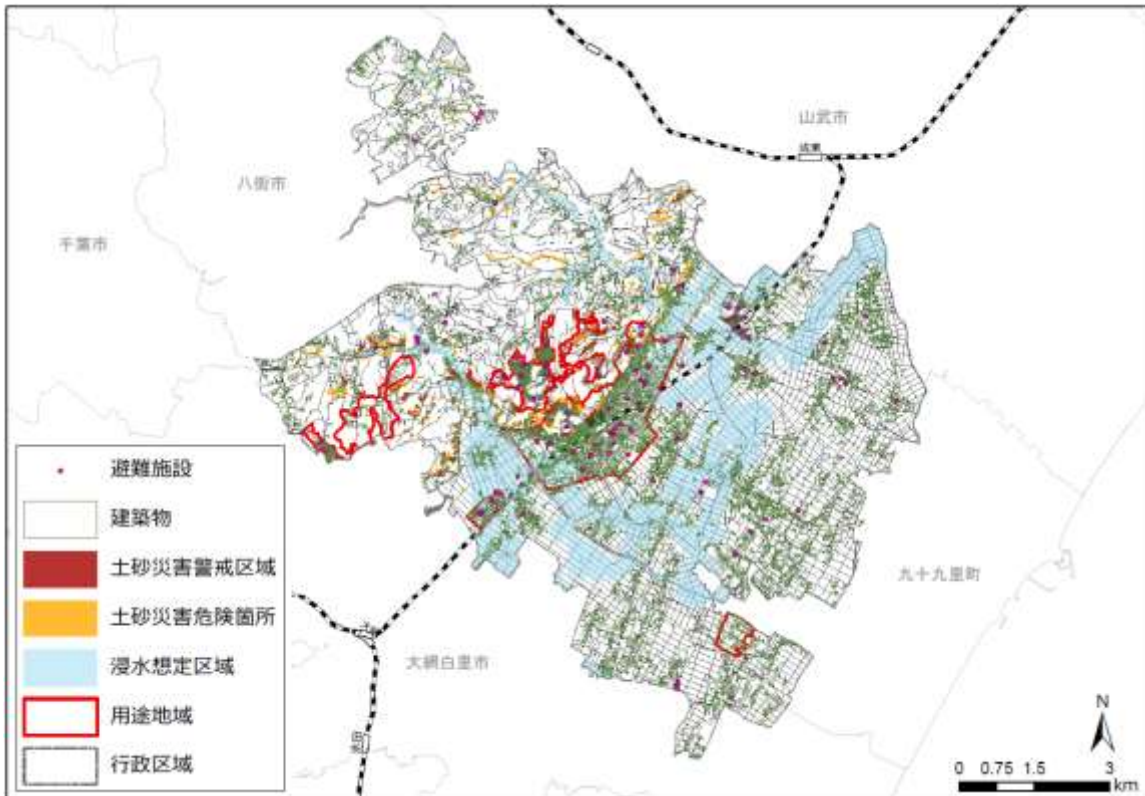 山武市
成東
八街市
千葉市
九十九里町
大網白里市
避難施設
建築物
土砂災害警戒区域
土砂災害危険箇所
浸水想定区域
用途地域
行政区域
N
0 0.75 1.5 3
km